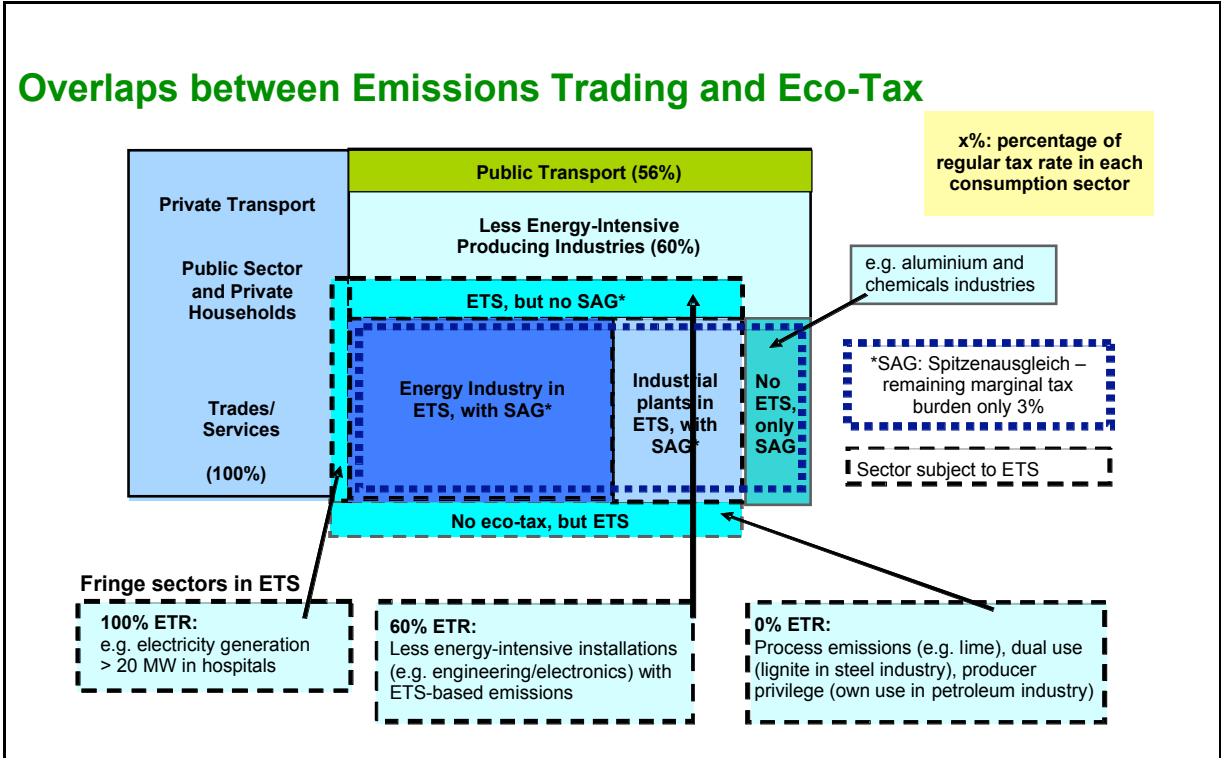 Overlaps between Emissions Trading and Eco-Tax
x%: percentage of
regular tax rate in each
consumption sector
Public Transport (56%)
Private Transport
Less Energy-Intensive
Producing Industries (60%)
Public Sector
and Private
Households
e.g. aluminium and
chemicals industries
ETS, but no SAG*
Energy Industry in
ETS, with SAG*
Industrial
plants in
ETS, with
SAG*
No
ETS,
only
SAG
*SAG: Spitzenausgleich –
remaining marginal tax
burden only 3%
Trades/
Services
(100%)
Sector subject to ETS
No eco-tax, but ETS
Fringe sectors in ETS
100% ETR:
e.g. electricity generation
> 20 MW in hospitals
60% ETR:
Less energy-intensive installations
(e.g. engineering/electronics) with
ETS-based emissions
0% ETR:
Process emissions (e.g. lime), dual use
(lignite in steel industry), producer
privilege (own use in petroleum industry)